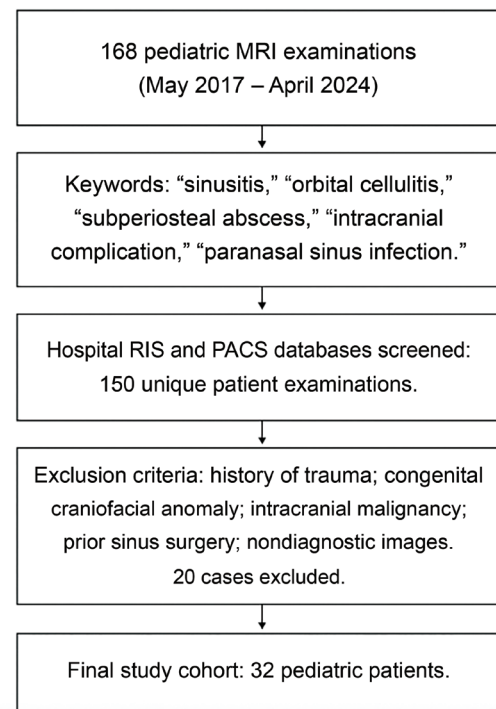 168 pediatric MRI examinations
(May 2017 – April 2024)
Keywords: “sinusitis,” “orbital cellulitis,”
“subperiosteal abscess,” “intracranial
complication,” “paranasal sinus infection.”
Hospital RIS and PACS databases screened:
150 unique patient examinations.
Exclusion criteria: history of trauma; congenital
craniofacial anomaly; intracranial malignancy;
prior sinus surgery; nondiagnostic images.
20 cases excluded.
Final study cohort: 32 pediatric patients.